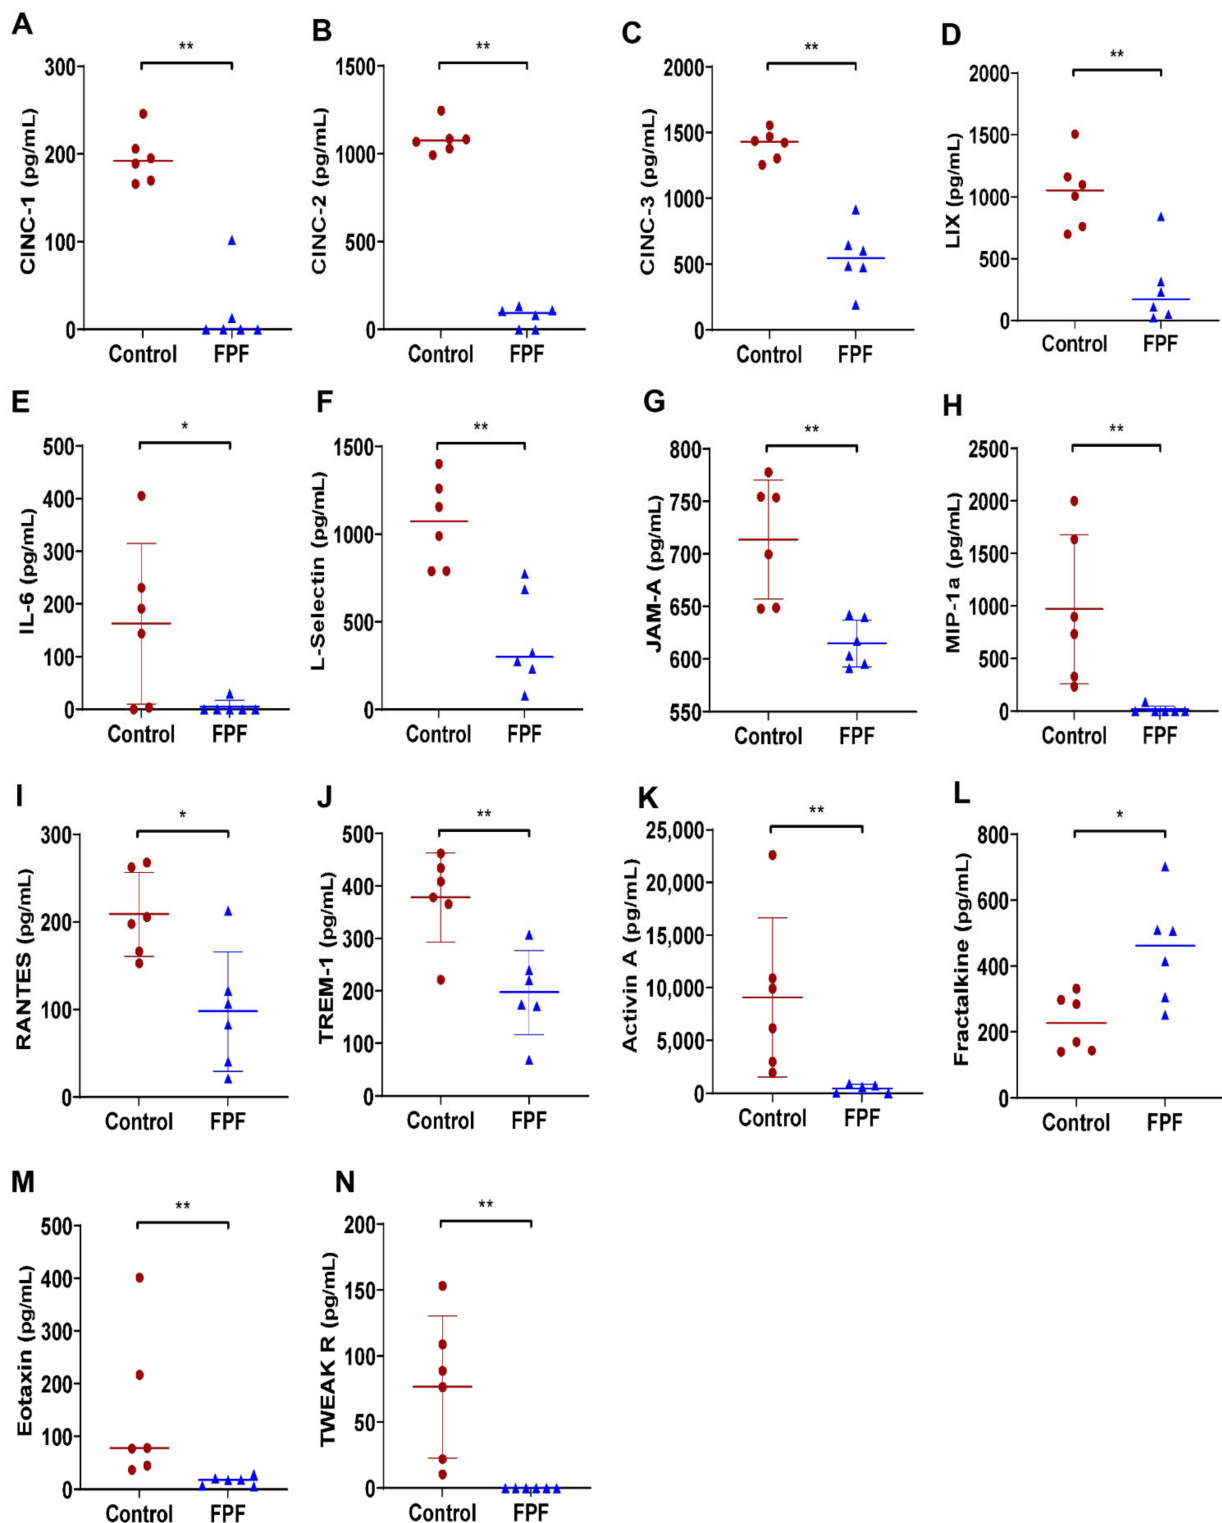 A
B
C
D
**
**
**
**
CINC-1 (pg/mL)
300
200
100
0
Control
FPF
CINC-2 (pg/mL)
1500
1000
500
0
Control
FPF
CINC-3 (pg/mL)
2000
1500
1000
500
0
Control
FPF
LIX (pg/mL)
2000
1500
1000
500
0
Control
FPF
E
F
G
H
*
**
**
**
IL-6 (pg/mL)
500
400
300
200
100
0
Control
FPF
L-Selectin (pg/mL)
1500
1000
500
0
Control
FPF
JAM-A (pg/mL)
800
750
700
650
600
550
Control
FPF
MIP-1a (pg/mL)
2500
2000
1500
1000
500
0
Control
FPF
I
J
K
L
*
**
**
*
RANTES (pg/mL)
300
200
100
0
Control
FPF
TREM-1 (pg/mL)
500
400
300
200
100
0
Control
FPF
Activin A (pg/mL)
25,000
20,000
15,000
10,000
5,000
0
Control
FPF
Fractalkine (pg/mL)
800
600
400
200
0
Control
FPF
M
N
**
**
Eotaxin (pg/mL)
500
400
300
200
100
0
Control
FPF
TWEAK R (pg/mL)
200
150
100
50
0
Control
FPF